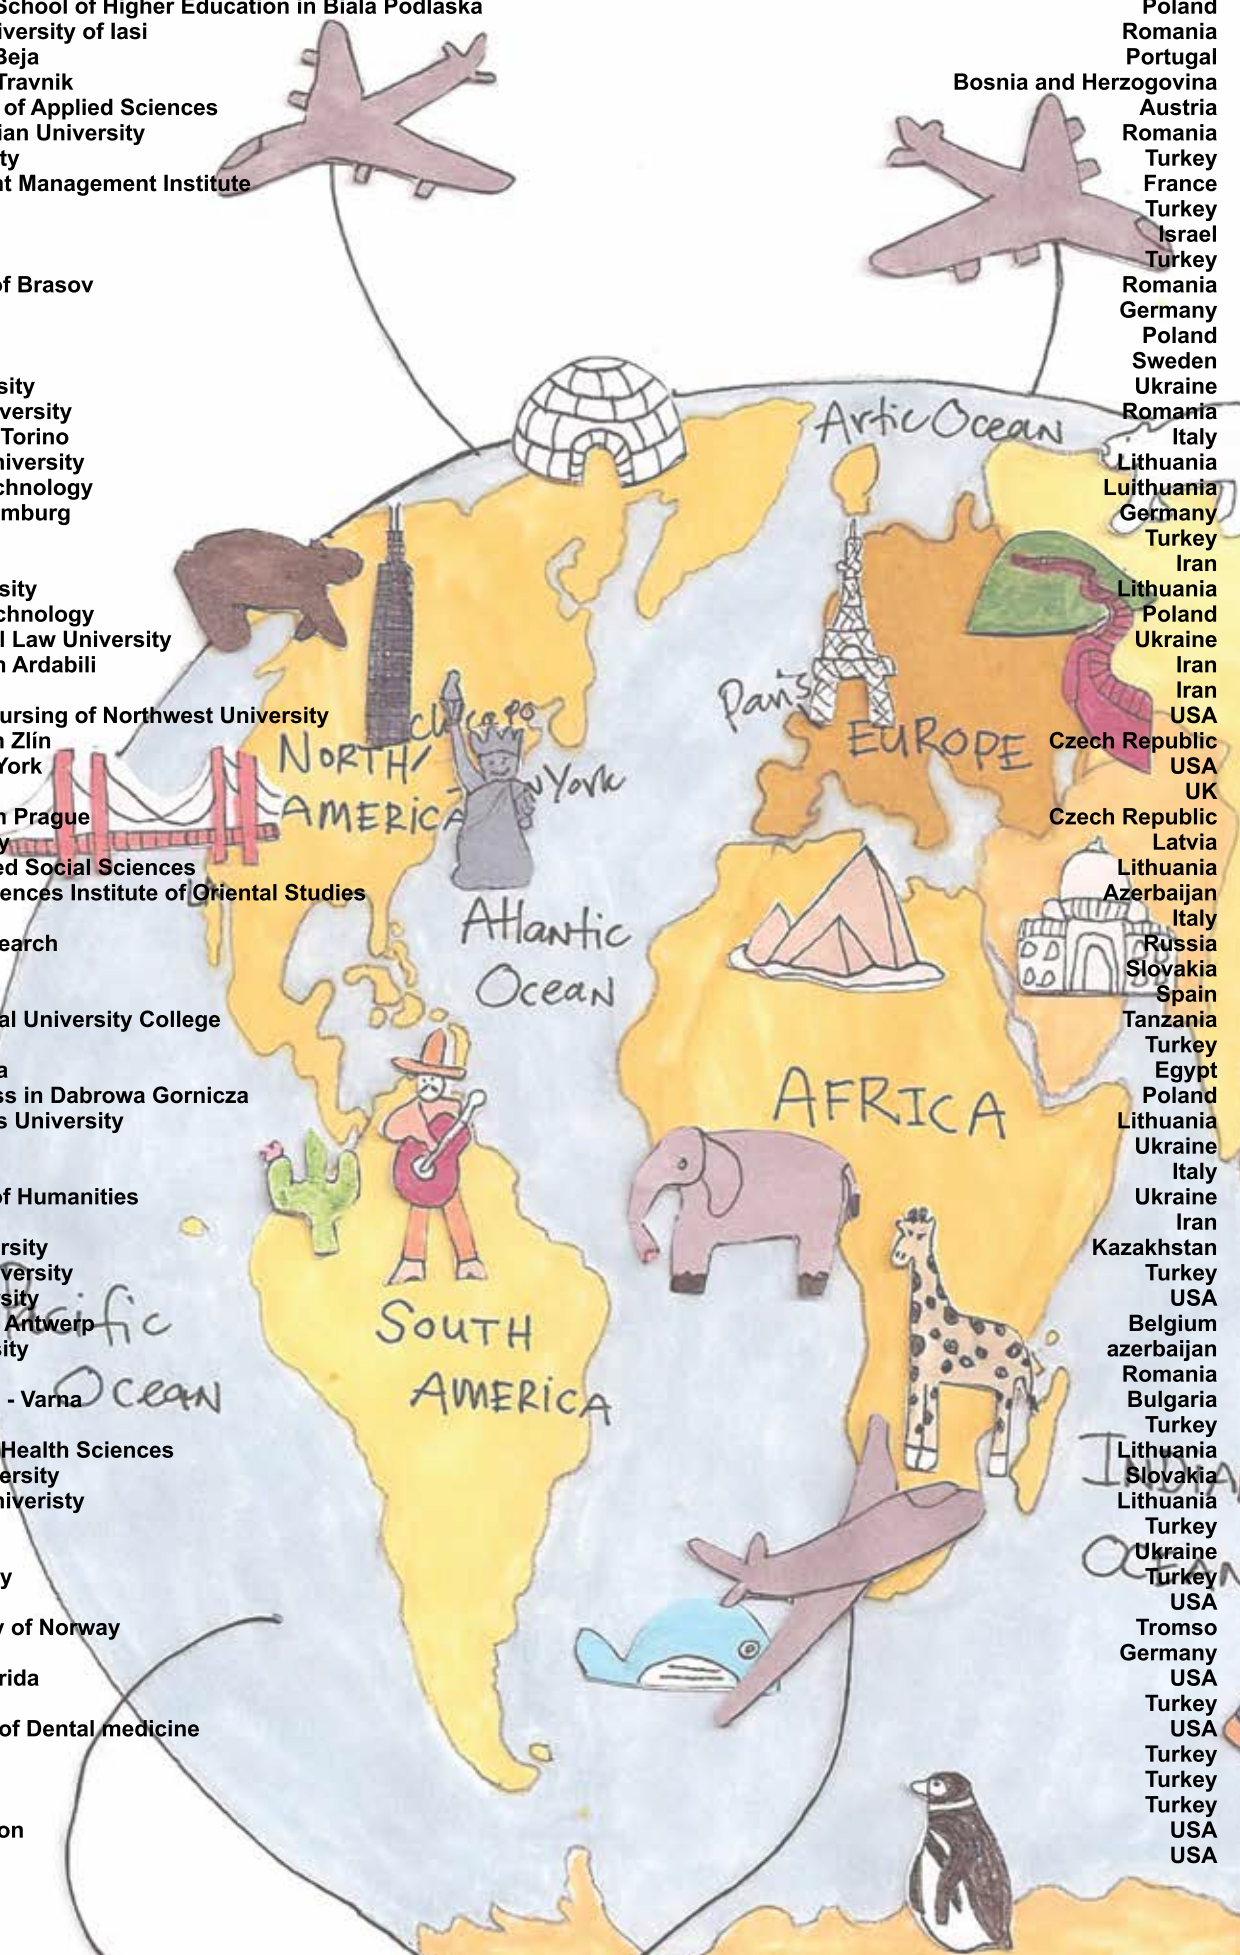 School of Higher Education in Biala Podlaska Poland
iversity of Iasi Romania
Beja Portugal
Travnik Bosnia and Herzogovina
of Applied Sciences Austria
ian University Romania
ty Turkey
nt Management Institute France
Turkey
Israel
Turkey
of Brasov Romania
Germany
Poland
Sweden
sity Ukraine
versity Romania
Artic Ocean
Torino Italy
niversity Lithuania
chnology Luithuania
mburg Germany
Turkey
Iran
sity Lithuania
chnology Poland
l Law University Ukraine
n Ardabili Iran
Iran
Paris
ursing of Northwest University USA
Chicago
n Zlín Czech Republic
EUROPE
York USA
NORTH
AMERICA
York
UK
n Prague Czech Republic
y Latvia
ed Social Sciences Lithuania
ences Institute of Oriental Studies Azerbaijan
Italy
Atlantic
Ocean
earch Russia
Slovakia
Spain
al University College Tanzania
Turkey
a Egypt
ss in Dabrowa Gornicza Poland
AFRICA
s University Lithuania
Ukraine
Italy
of Humanities Ukraine
Iran
rsity Kazakhstan
versity Turkey
sity USA
Pacific
Ocean
Antwerp Belgium
SOUTH
AMERICA
sity azerbaijan
Romania
- Varna Bulgaria
Turkey
Health Sciences Lithuania
INDIA
OCEAN
ersity Slovakia
niveristy Lithuania
Turkey
Ukraine
y Turkey
USA
y of Norway Tromso
Germany
rida USA
Turkey
of Dental medicine USA
Turkey
Turkey
Turkey
on USA
USA